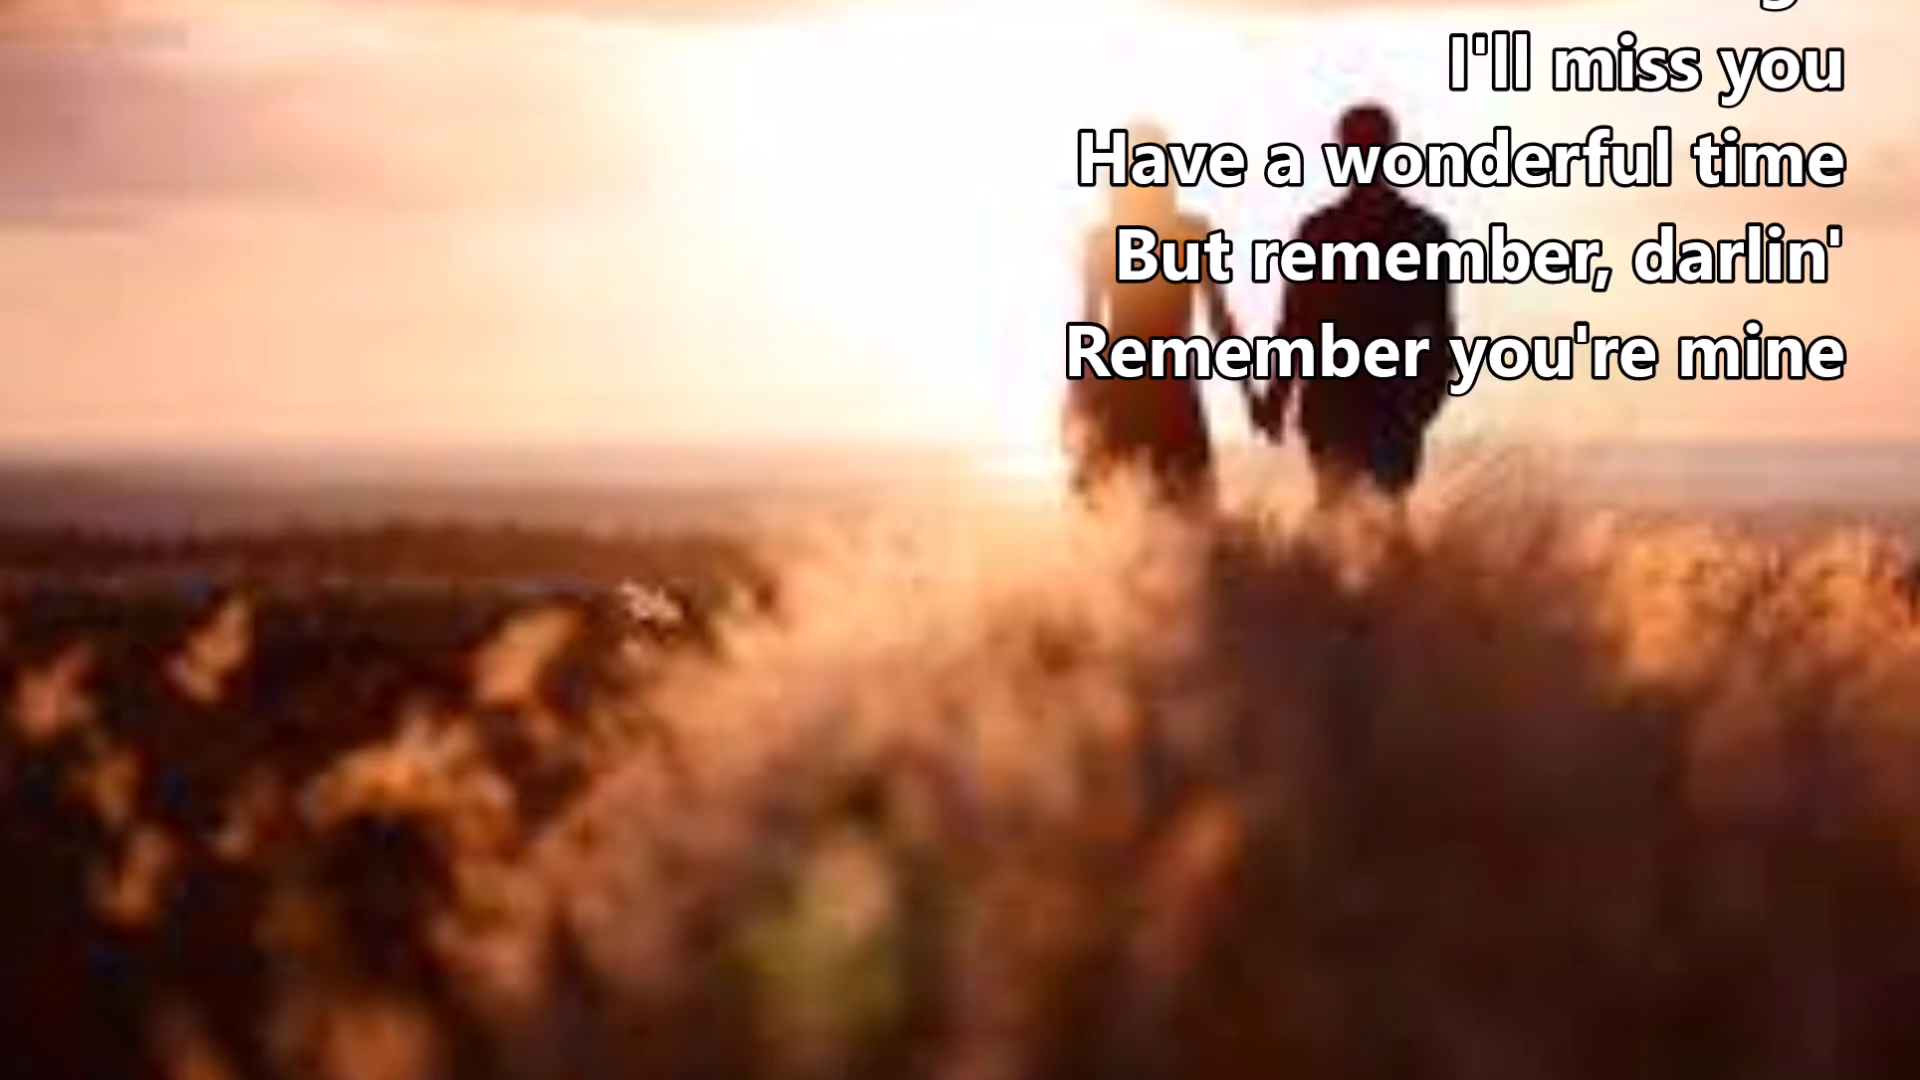 I'll miss you
Have a wonderful time
But remember, darlin'
Remember you're mine